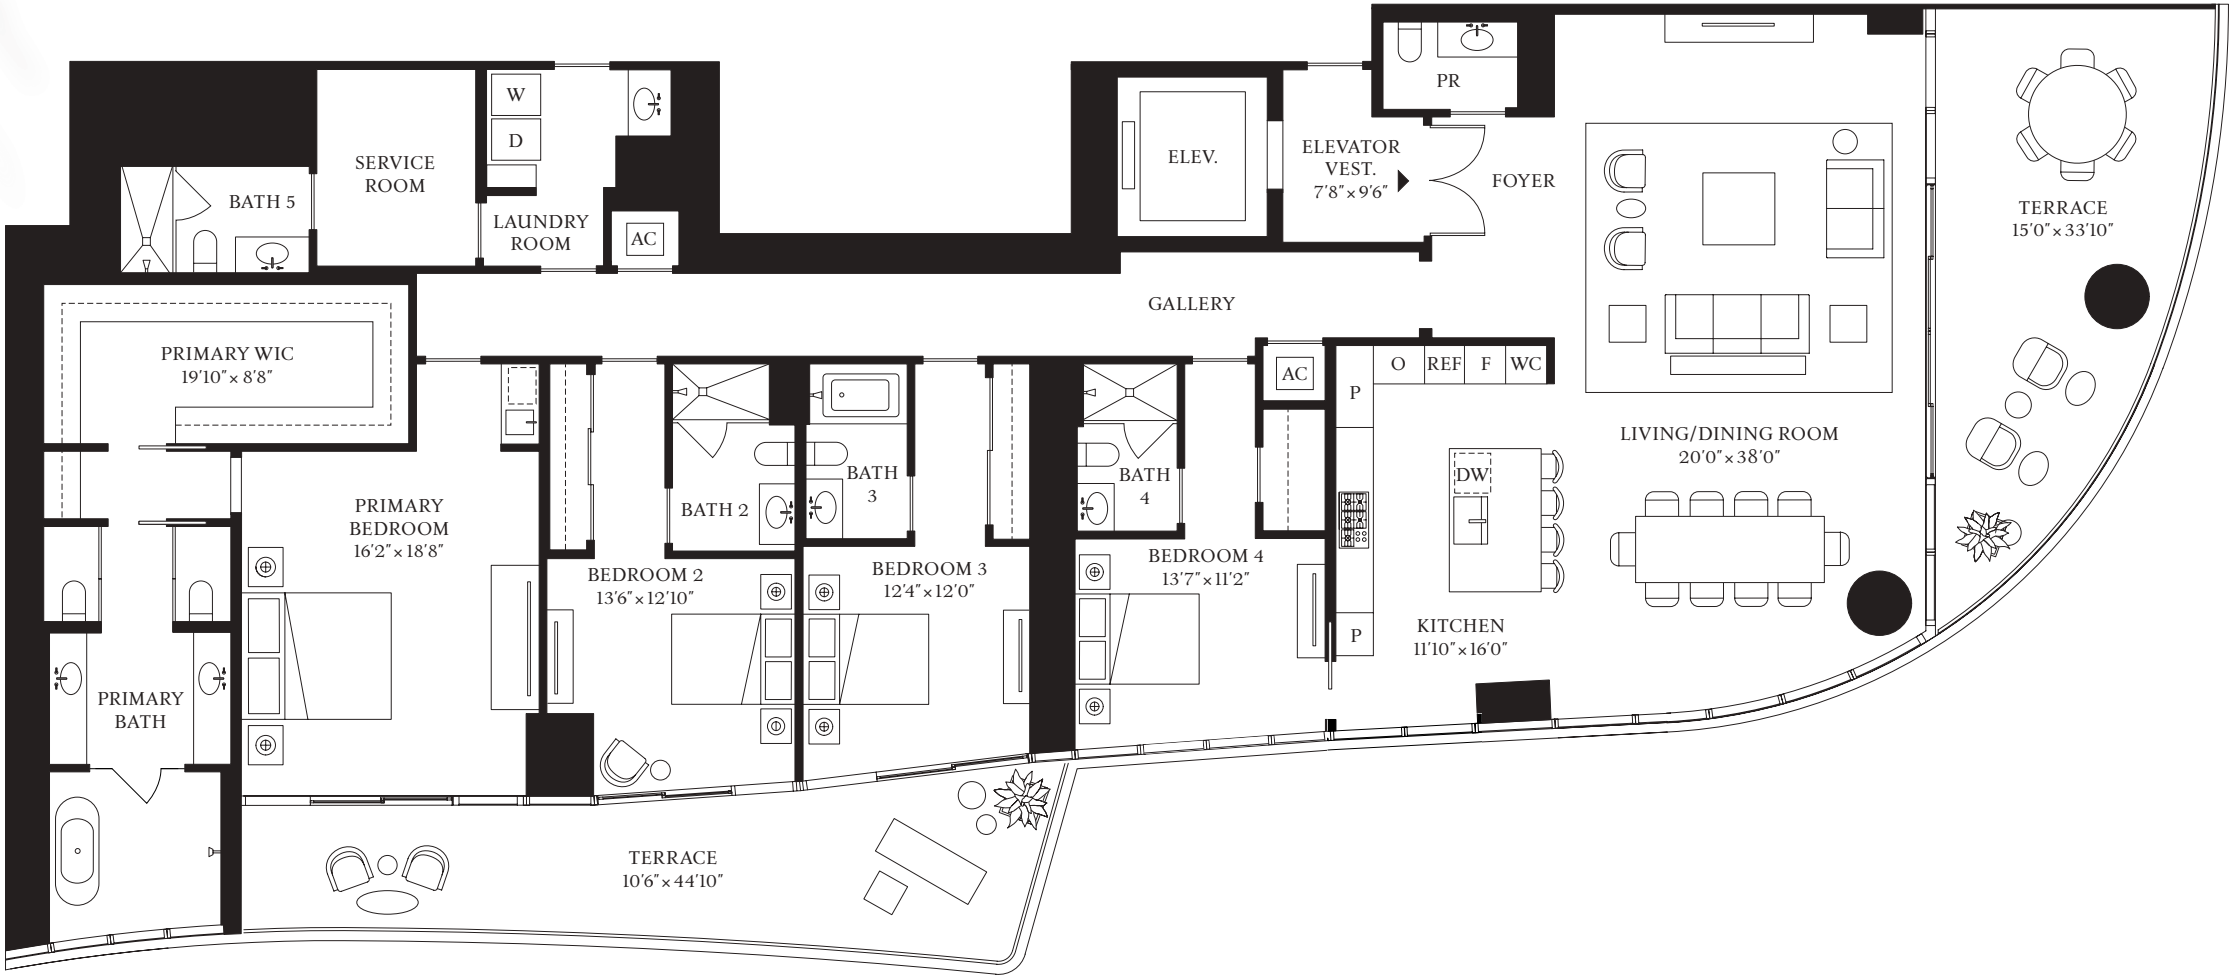 PR
W
D
SERVICE
ROOM
ELEV.
ELEVATOR
VEST.
7'8"×9'6"
FOYER
BATH 5
LAUNDRY
ROOM
AC
TERRACE
15'0"×33'10"
GALLERY
PRIMARY WIC
19'10"×8'8"
AC
P
O
REF
F
WC
LIVING/DINING ROOM
20'0"×38'0"
DW
PRIMARY
BEDROOM
16'2"×18'8"
BATH 2
BATH
3
BATH
4
BEDROOM 2
13'6"×12'10"
BEDROOM 3
12'4"×12'0"
BEDROOM 4
13'7"×11'2"
P
KITCHEN
11'10"×16'0"
PRIMARY
BATH
TERRACE
10'6"×44'10"